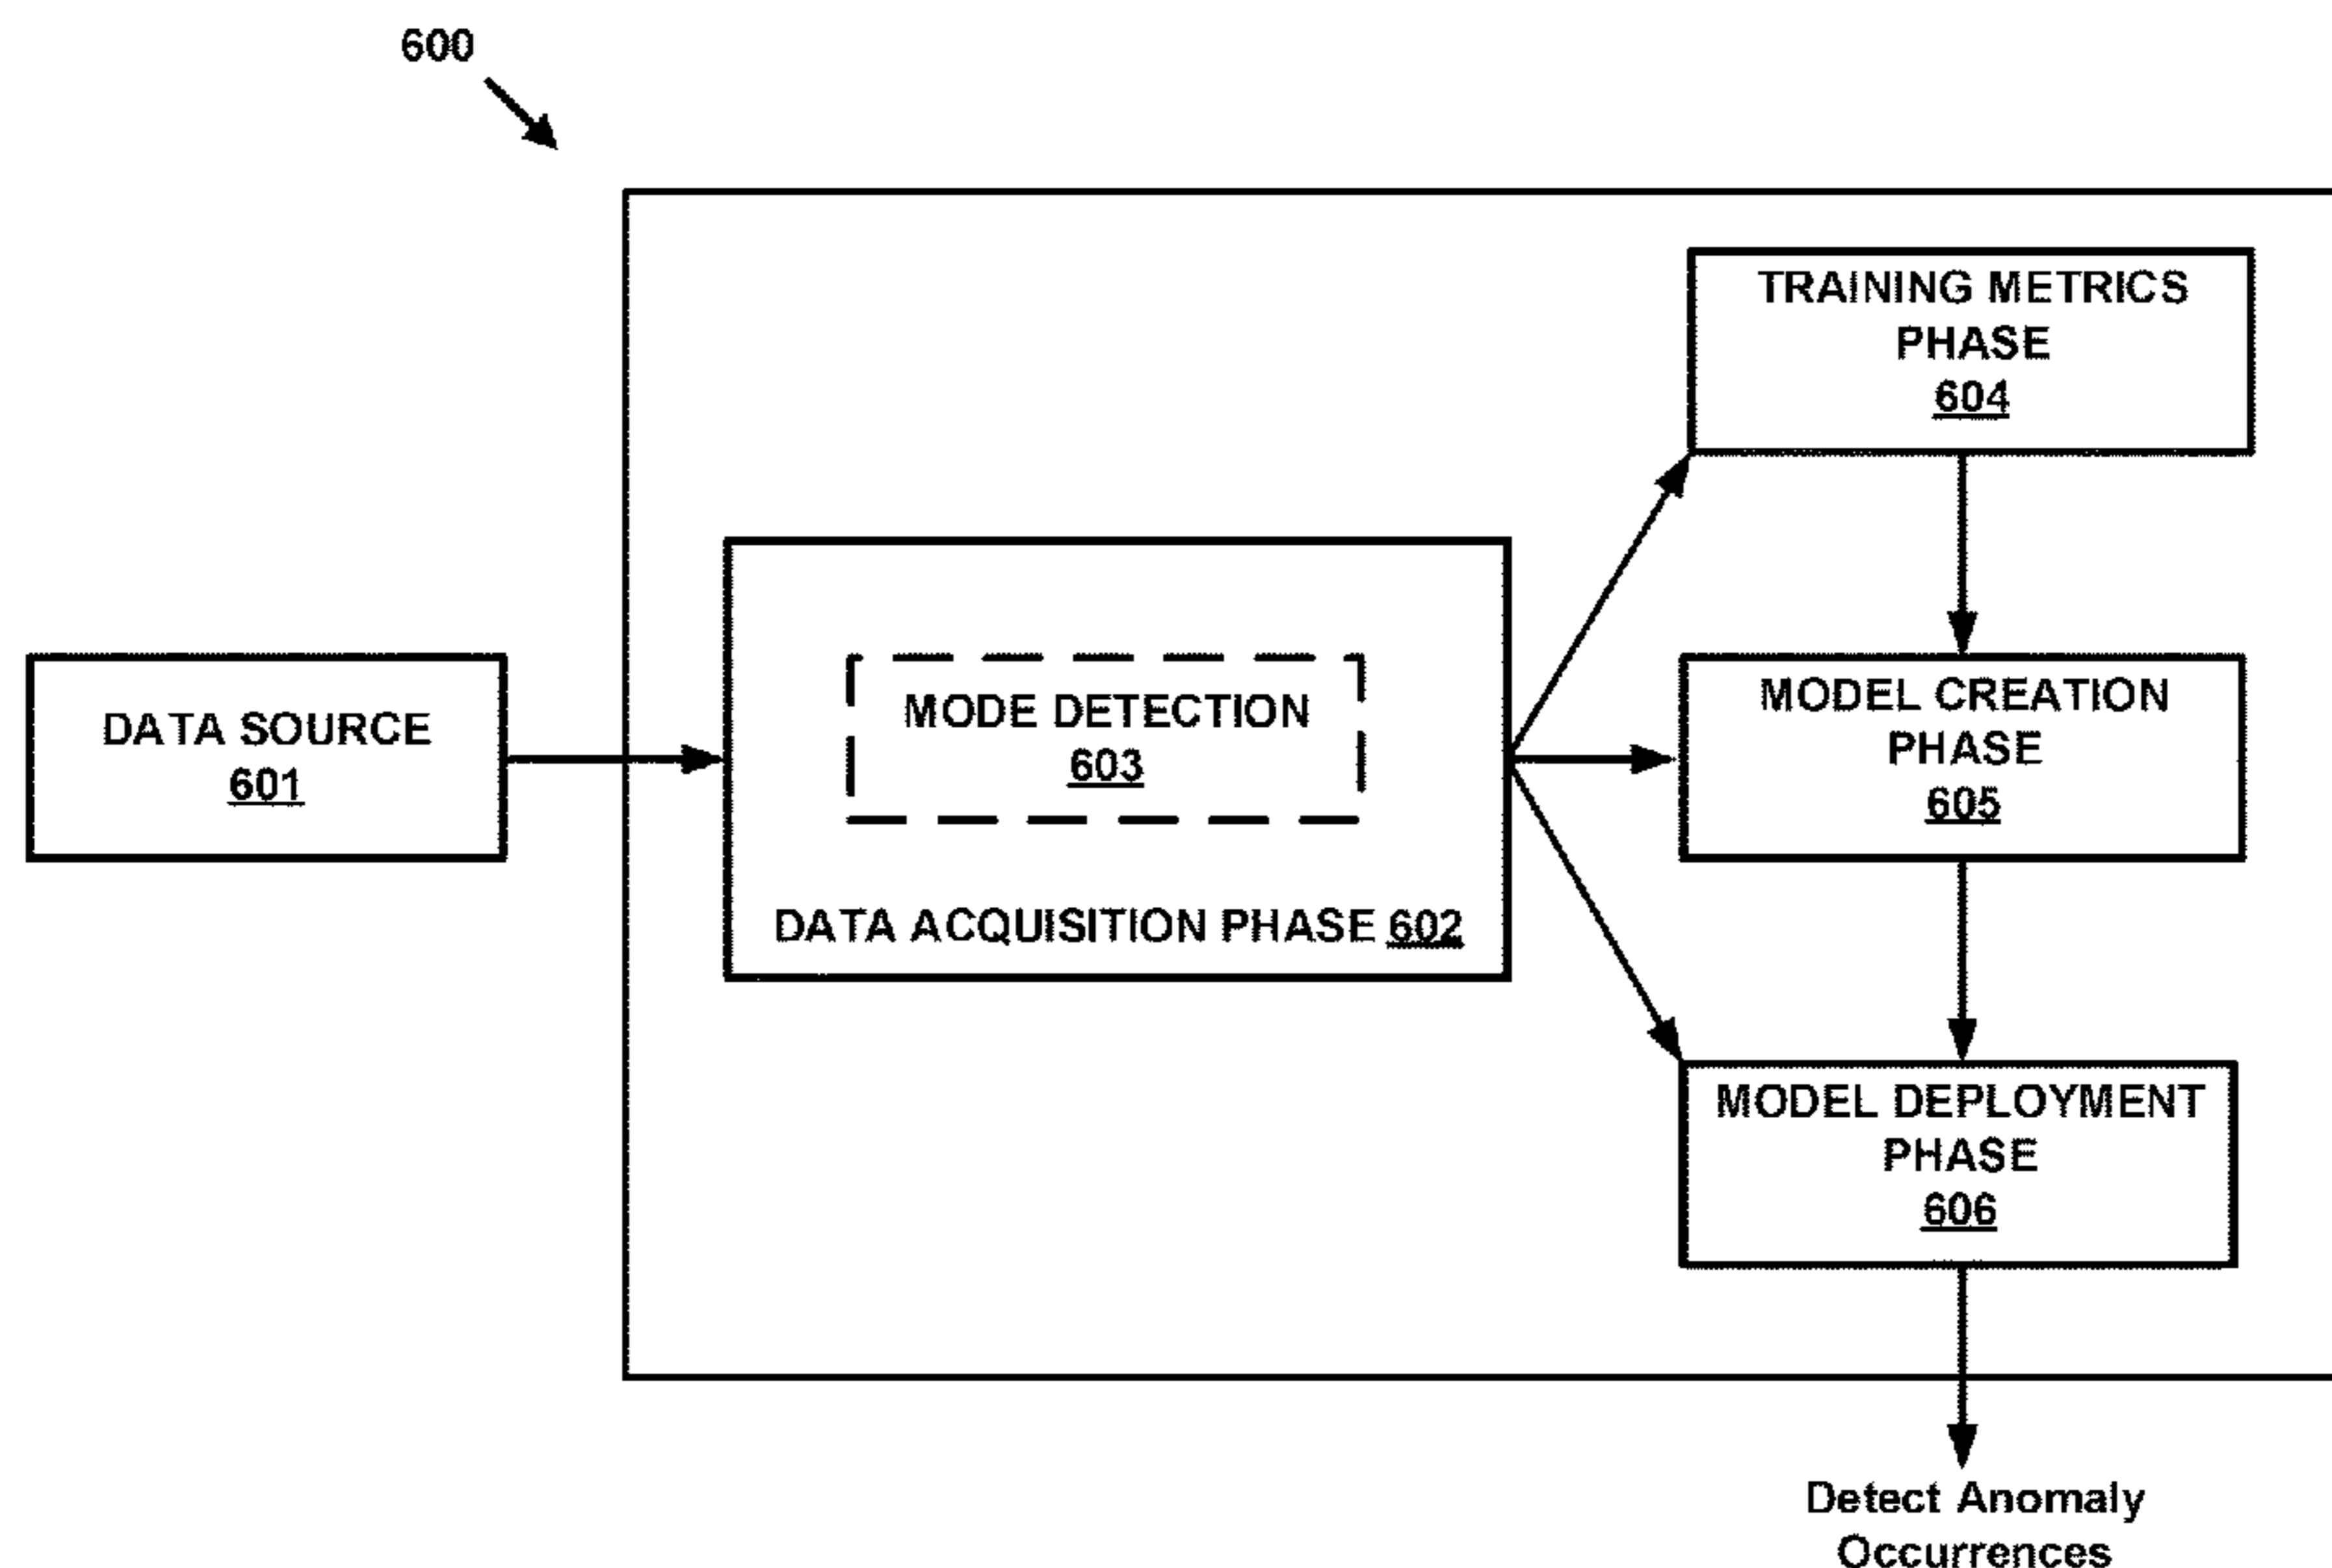 600
TRAINING METRICS
PHASE
604
DATA SOURCE
601
MODE DETECTION
603
DATA ACQUISITION PHASE 602
MODEL CREATION
PHASE
605
MODEL DEPLOYMENT
PHASE
606
Detect Anomaly
Occurrences